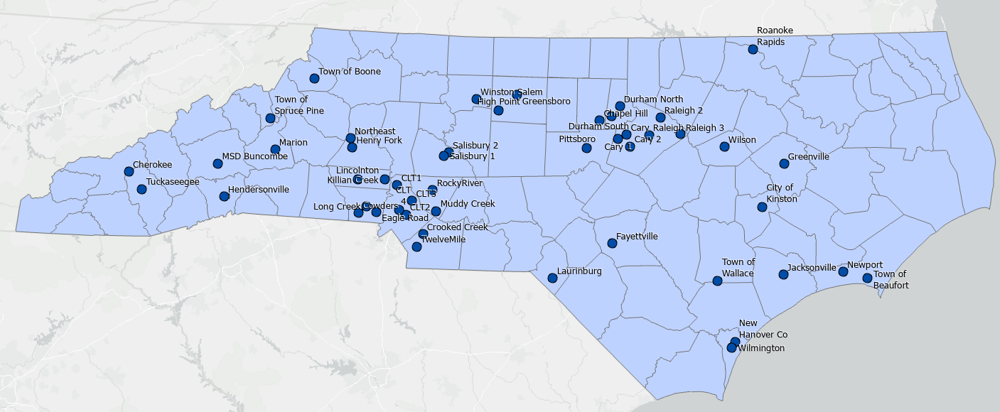 Roanoke
Rapids
Town of Boone
Winston Salem
High Point
Greensboro
Town of
Spruce Pine
Durham North
Chapel Hill
Raleigh 2
Durham South
Cary
Raleigh
Raleigh 3
Northeast
Henry Fork
Pittsboro
Cary 1
Cary 2
Marion
Salisbury 2
Salisbury 1
Wilson
MSD Buncombe
Greenville
Cherokee
Lincolnton
Killian Creek
CLT1
Tuckaseegee
RockyRiver
Hendersonville
CLT
4
CLT3
City of
Kinston
Long Creek
Cowders
CLT2
Muddy Creek
Eagle Road
Crooked Creek
TwelveMile
Fayettville
Laurinburg
Town of
Wallace
Jacksonville
Newport
Town of
Beaufort
New
Hanover Co
Wilmington